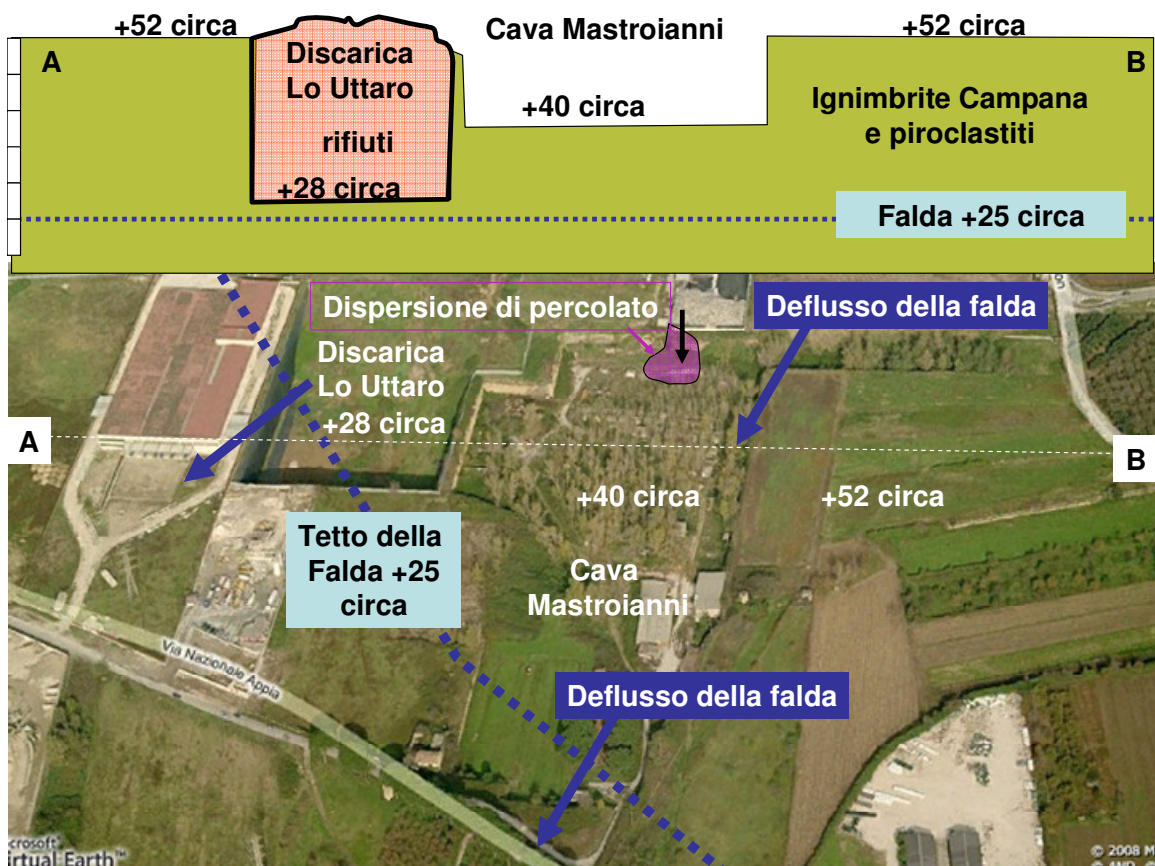 +52 circa
Cava Mastroianni
+52 circa
A
Discarica
Lo Uttaro
rifiuti
+28 circa
+40 circa
B
Ignimbrite Campana
e piroclastiti
Falda +25 circa
Dispersione di percolato
Deflusso della falda
Discarica
Lo Uttaro
+28 circa
A
B
+40 circa
+52 circa
Tetto della
Falda +25
circa
Cava
Mastroianni
Via Nazionale Appia
Deflusso della falda
crosoft®
rtual Earth™
© 2008 M
AND